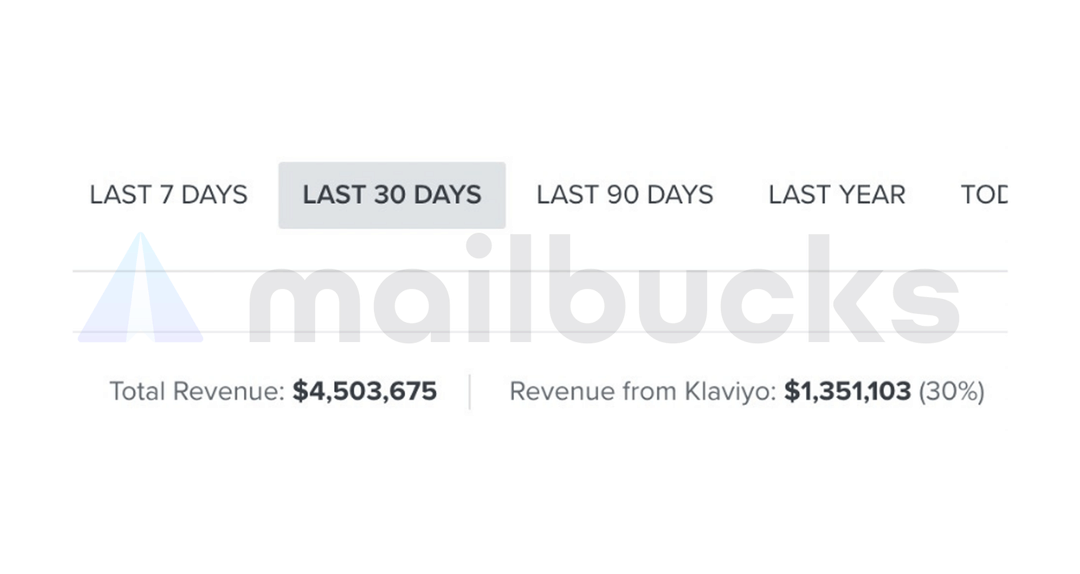 LAST 7 DAYS LAST 30 DAYS LAST 90 DAYS LAST YEAR TOD
mailbucks
Total Revenue: $4,503,675 Revenue from Klaviyo: $1,351,103 (30%)